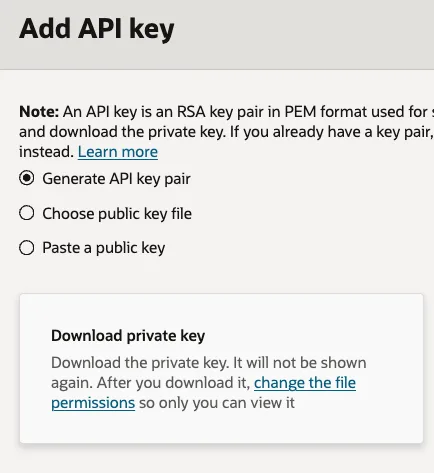 Add API key
Note: An API key is an RSA key pair in PEM format used for
and download the private key. If you already have a key pair,
instead. Learn more
Generate API key pair
Choose public key file
Paste a public key
Download private key
Download the private key. It will not be shown
again. After you download it, change the file
permissions so only you can view it